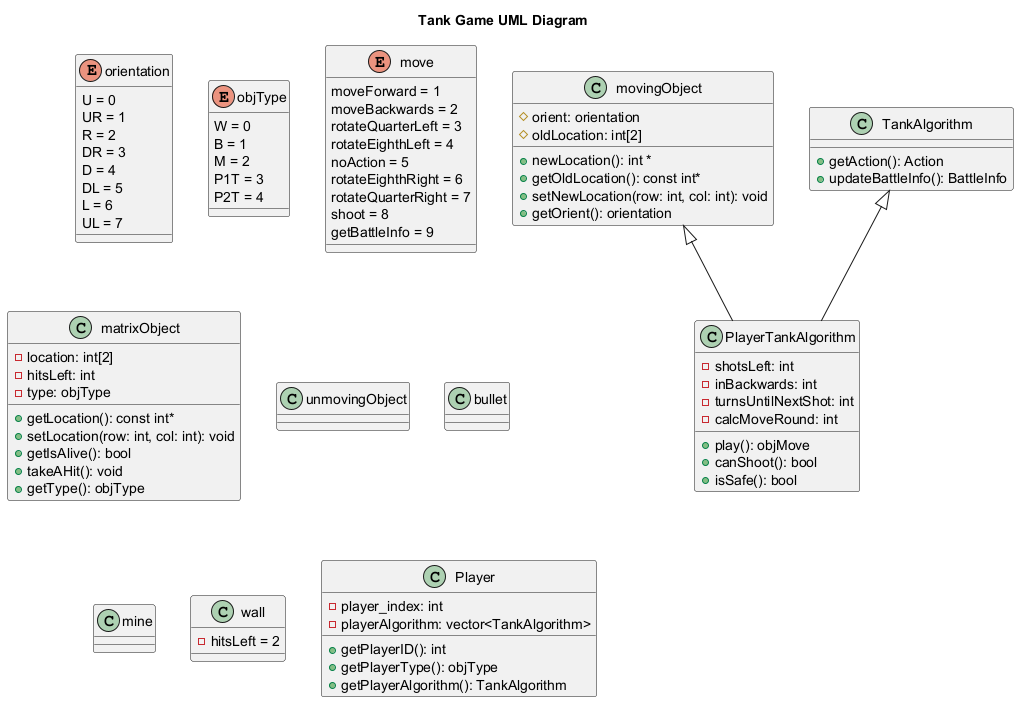 Tank Game UML Diagram
E orientation
U = 0
UR = 1
R = 2
DR = 3
D = 4
DL = 5
L = 6
UL = 7
E objType
W = 0
B = 1
M = 2
P1T = 3
P2T = 4
E move
moveForward = 1
moveBackwards = 2
rotateQuarterLeft = 3
rotateEighthLeft = 4
noAction = 5
rotateEighthRight = 6
rotateQuarterRight = 7
shoot = 8
getBattleInfo = 9
C movingObject
orient: orientation
oldLocation: int[2]
newLocation(): int *
getOldLocation(): const int*
setNewLocation(row: int, col: int): void
getOrient(): orientation
C TankAlgorithm
getAction(): Action
updateBattleInfo(): BattleInfo
C matrixObject
location: int[2]
hitsLeft: int
type: objType
getLocation(): const int*
setLocation(row: int, col: int): void
getIsAlive(): bool
takeAHit(): void
getType(): objType
C unmovingObject
C bullet
C PlayerTankAlgorithm
shotsLeft: int
inBackwards: int
turnsUntilNextShot: int
calcMoveRound: int
play(): objMove
canShoot(): bool
isSafe(): bool
C mine
C wall
hitsLeft = 2
C Player
player_index: int
playerAlgorithm: vector<TankAlgorithm>
getPlayerID(): int
getPlayerType(): objType
getPlayerAlgorithm(): TankAlgorithm